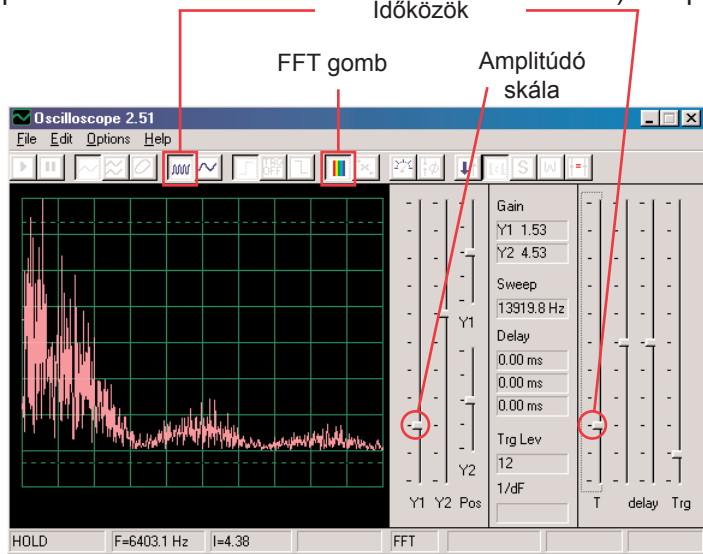 Időközök
FFT gomb
Amplitúdó
skála
Oscilloscope 2.51
File Edit Options Help
TRG
OFF
S
Gain
Y1 1.53
Y2 4.53
Sweep
13919.8 Hz
Delay
0.00 ms
0.00 ms
0.00 ms
Trg Lev
12
1/dF
Y1
Y2
Y1 Y2 Pos
T delay Trg
HOLD F=6403.1 Hz I=4.38 FFT